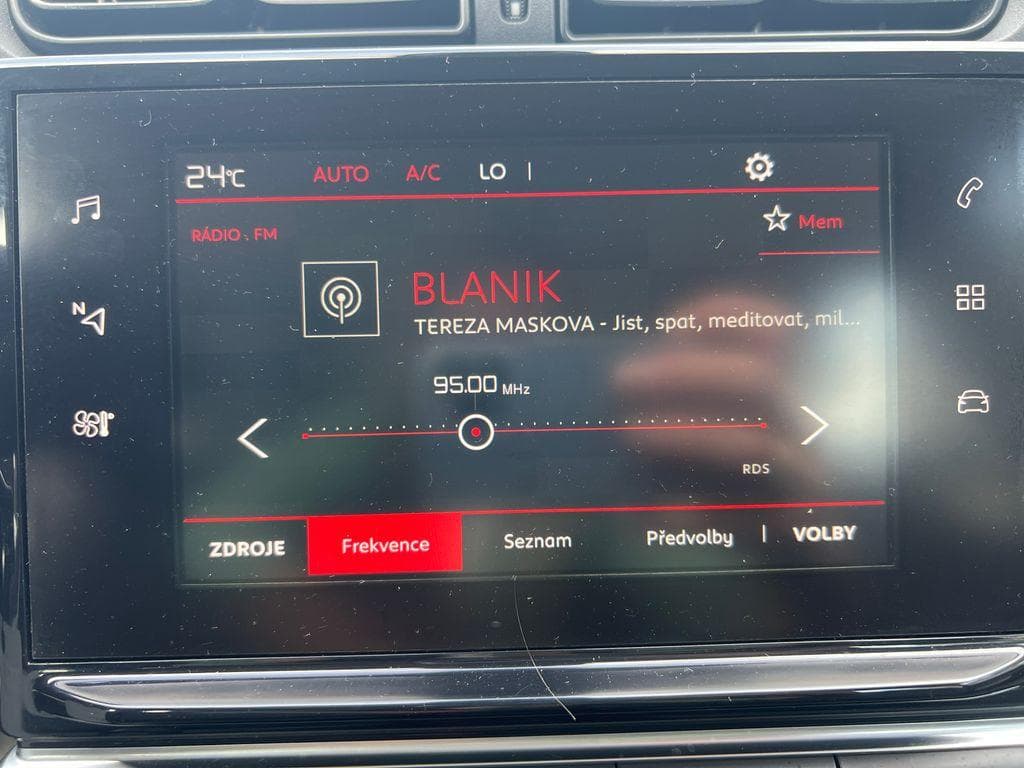 24°C AUTO A/C LO
RÁDIO . FM
Mem
BLANIK
TEREZA MASKOVA - Jist, spat, meditovat, mil...
N
95.00 MHz
RDS
ZDROJE Frekvence Seznam Předvolby VOLBY